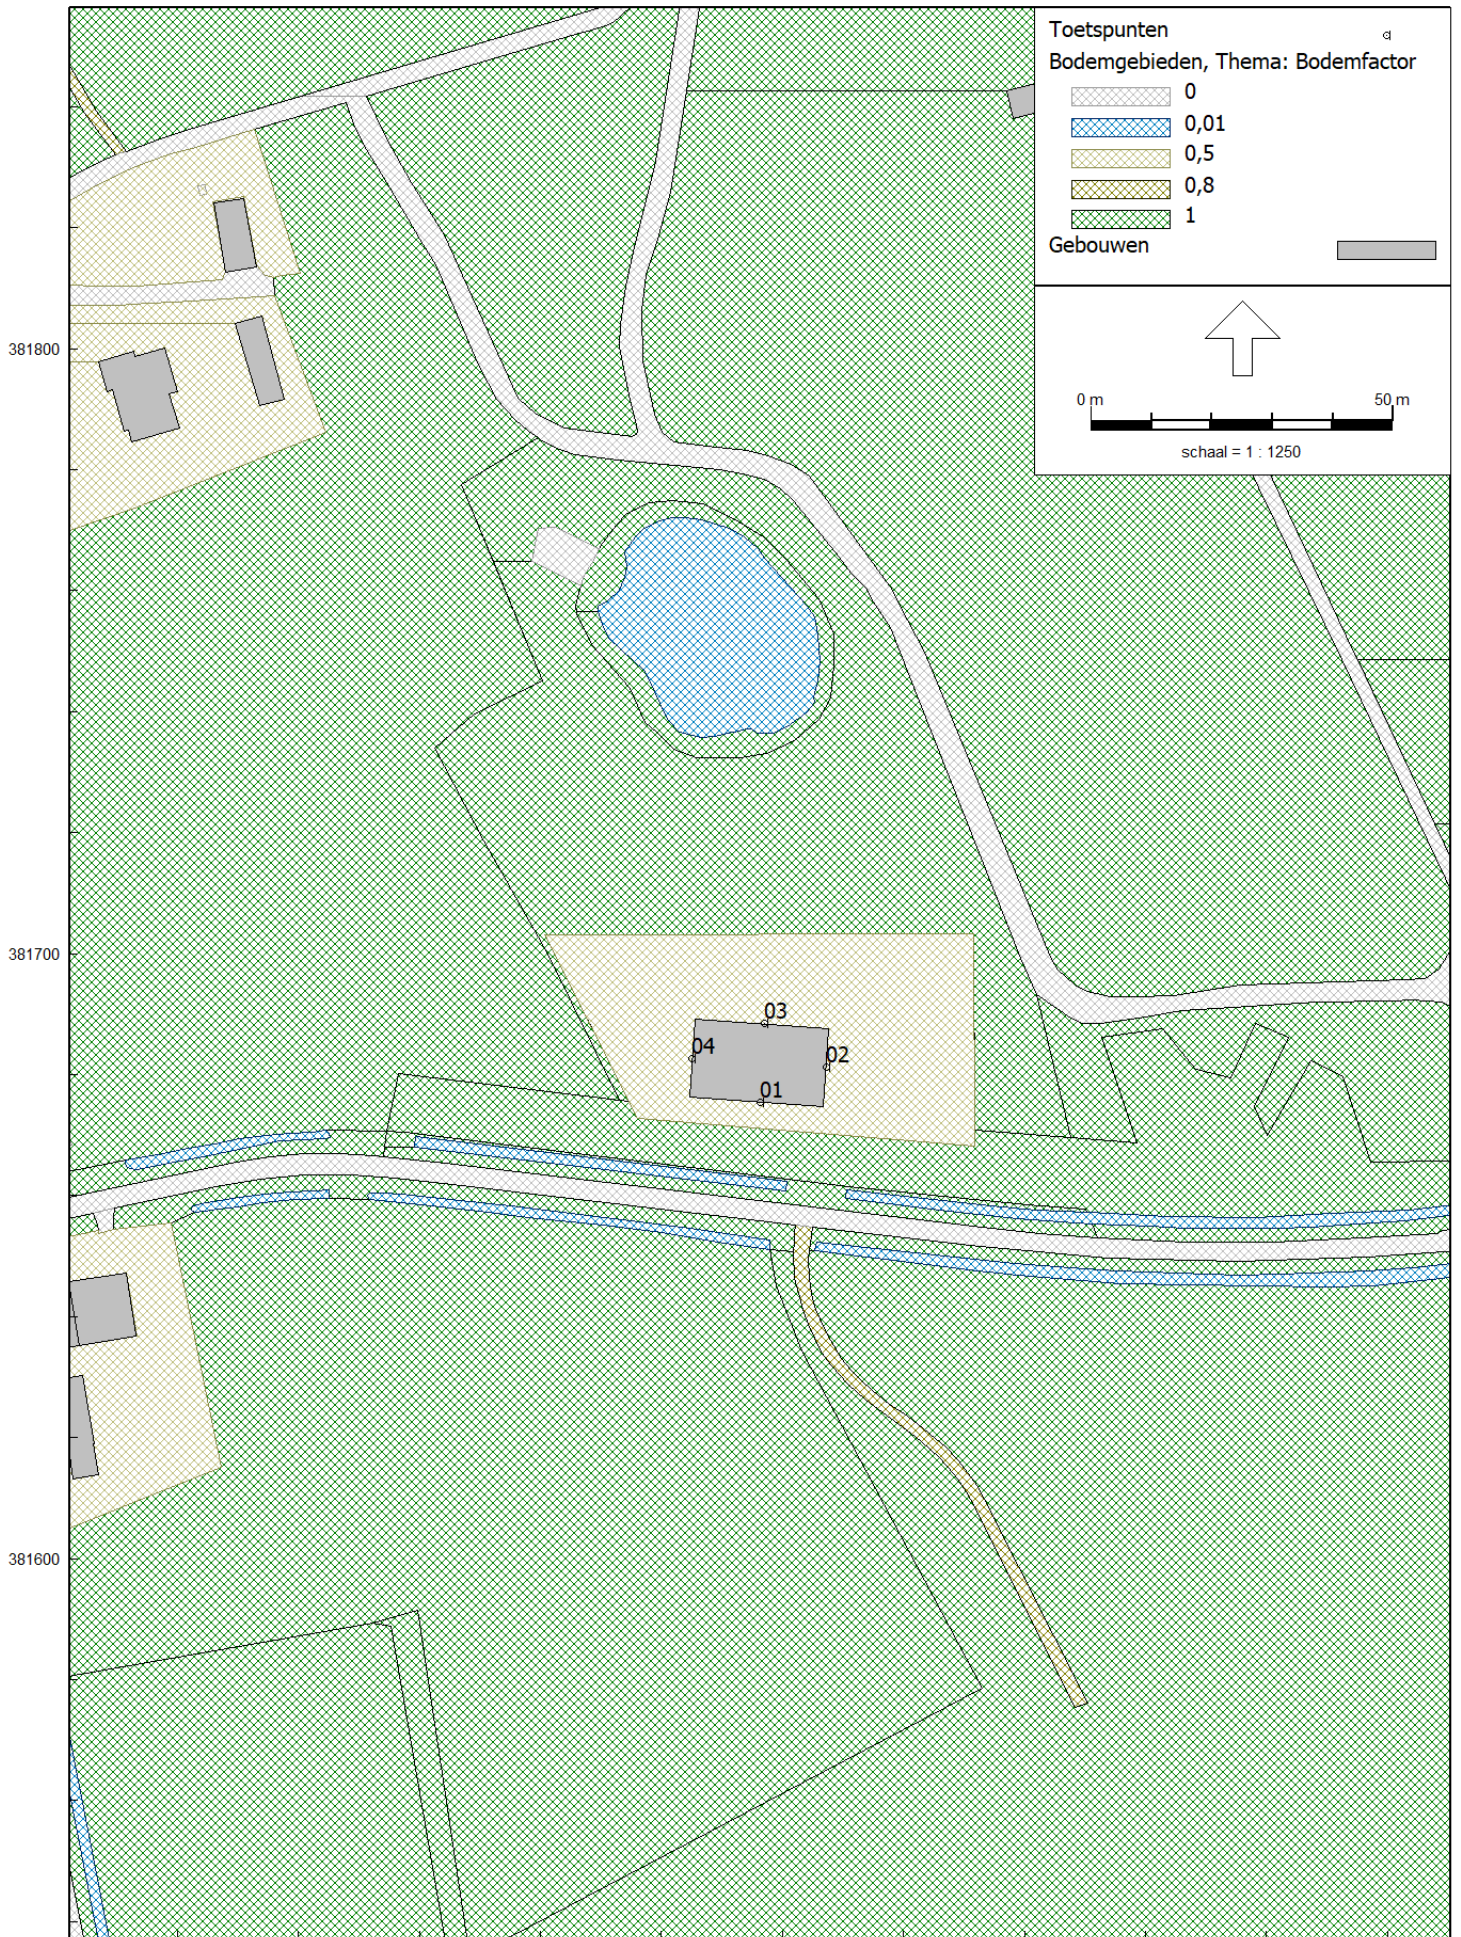 Toetspunten
Bodemgebieden, Thema: Bodemfactor
0
0,01
0,5
0,8
1
Gebouwen
0 m 50 m
schaal = 1 : 1250
381800
381700
03
04
02
01
381600